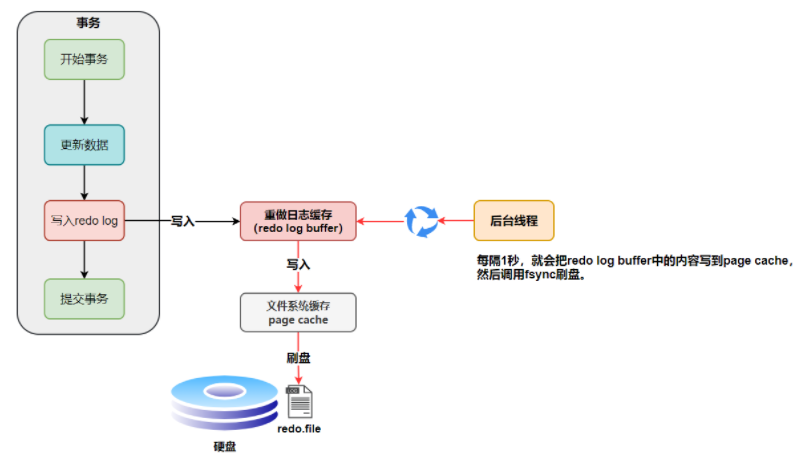 事务
开始事务
更新数据
写入redo log
提交事务
写入
重做日志缓存
(redo log buffer)
后台线程
每隔1秒，就会把redo log buffer中的内容写到page cache，
然后调用fsync刷盘。
写入
文件系统缓存
page cache
刷盘
LOG
redo.file
硬盘